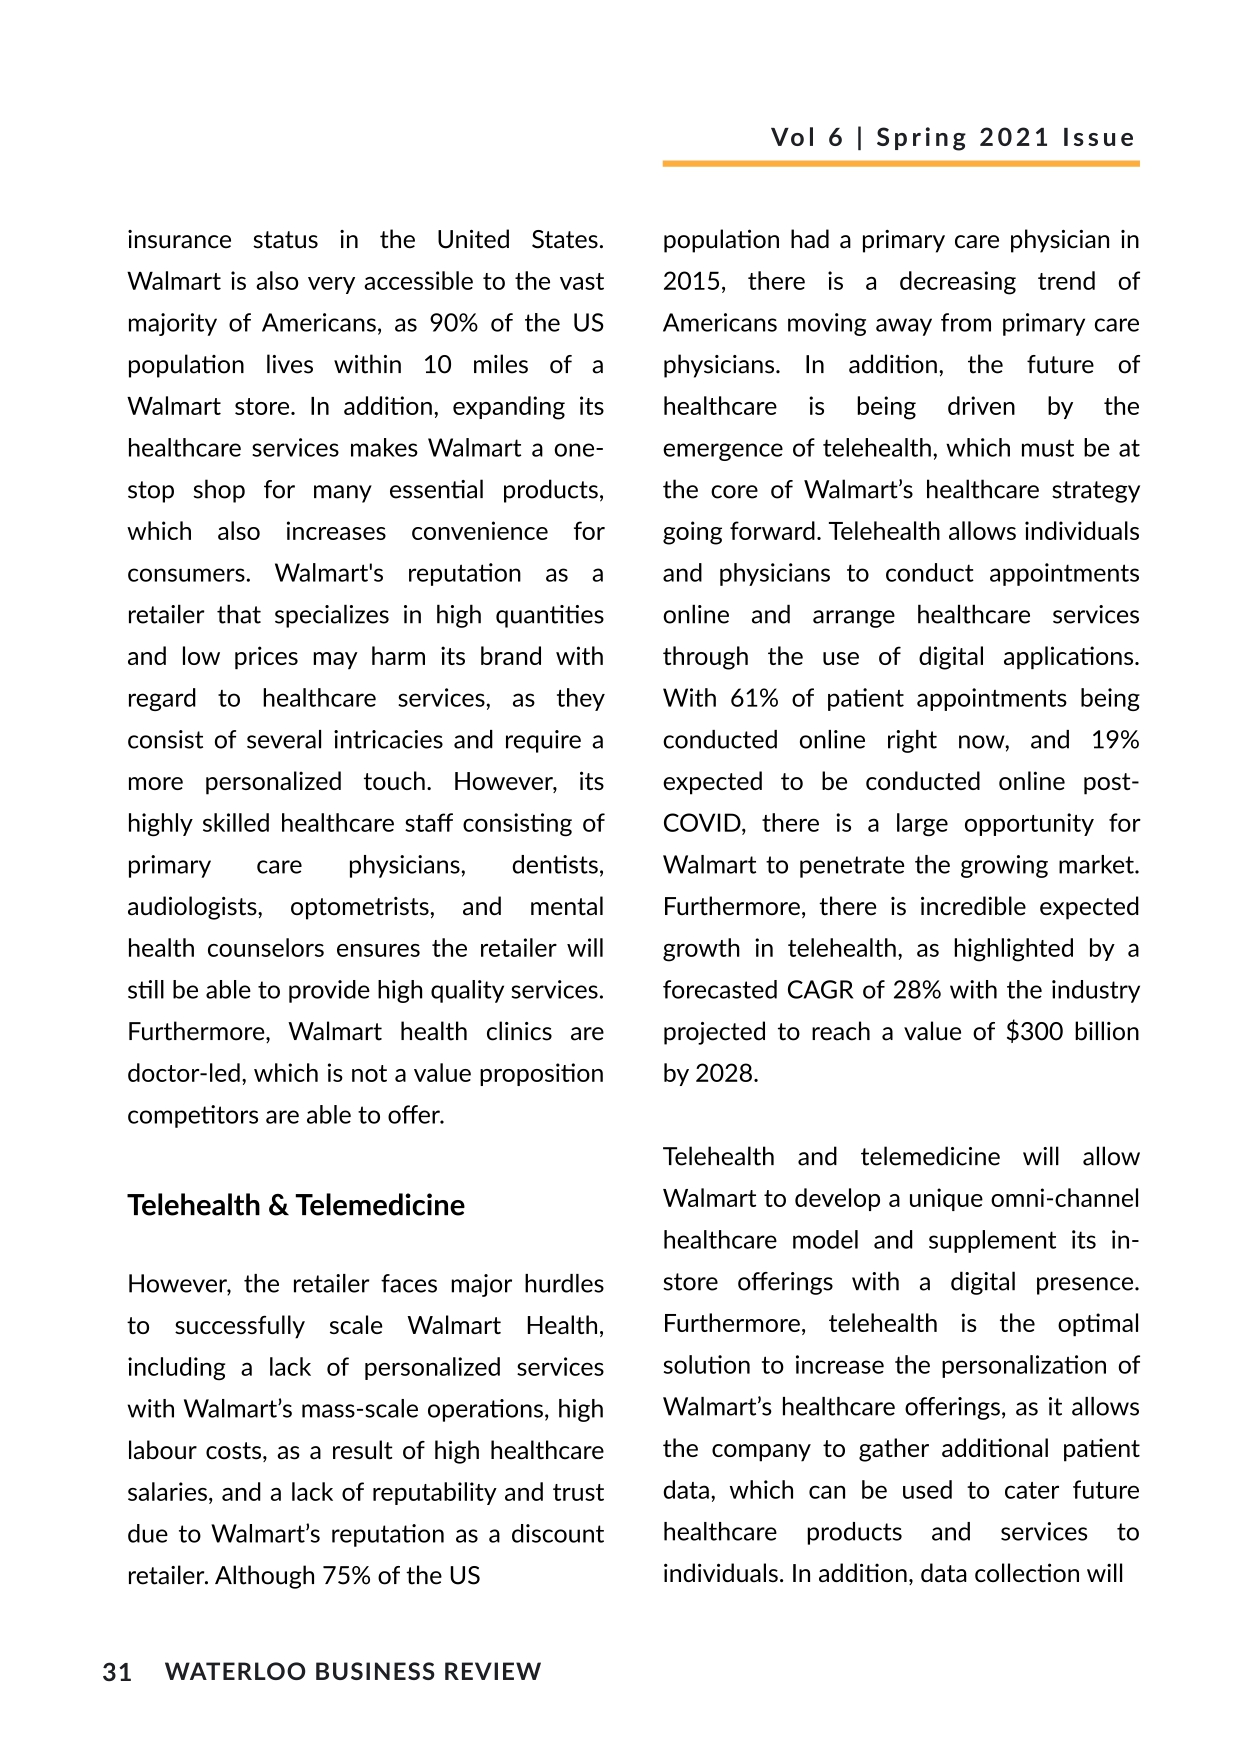 Vol 6 | Spring 2021 Issue
insurance status in the United States.
Walmart is also very accessible to the vast
majority of Americans, as 90% of the US
population lives within 10 miles of a
Walmart store. In addition, expanding its
healthcare services makes Walmart a one-
stop shop for many essential products,
which also increases convenience for
consumers. Walmart's reputation as a
retailer that specializes in high quantities
and low prices may harm its brand with
regard to healthcare services, as they
consist of several intricacies and require a
more personalized touch. However, its
highly skilled healthcare staff consisting of
primary care physicians, dentists,
audiologists, optometrists, and mental
health counselors ensures the retailer will
still be able to provide high quality services.
Furthermore, Walmart health clinics are
doctor-led, which is not a value proposition
competitors are able to offer.
Telehealth & Telemedicine
However, the retailer faces major hurdles
to successfully scale Walmart Health,
including a lack of personalized services
with Walmart’s mass-scale operations, high
labour costs, as a result of high healthcare
salaries, and a lack of reputability and trust
due to Walmart’s reputation as a discount
retailer. Although 75% of the US
population had a primary care physician in
2015, there is a decreasing trend of
Americans moving away from primary care
physicians. In addition, the future of
healthcare is being driven by the
emergence of telehealth, which must be at
the core of Walmart’s healthcare strategy
going forward. Telehealth allows individuals
and physicians to conduct appointments
online and arrange healthcare services
through the use of digital applications.
With 61% of patient appointments being
conducted online right now, and 19%
expected to be conducted online post-
COVID, there is a large opportunity for
Walmart to penetrate the growing market.
Furthermore, there is incredible expected
growth in telehealth, as highlighted by a
forecasted CAGR of 28% with the industry
projected to reach a value of $300 billion
by 2028.
Telehealth and telemedicine will allow
Walmart to develop a unique omni-channel
healthcare model and supplement its in-
store offerings with a digital presence.
Furthermore, telehealth is the optimal
solution to increase the personalization of
Walmart’s healthcare offerings, as it allows
the company to gather additional patient
data, which can be used to cater future
healthcare products and services to
individuals. In addition, data collection will
31 WATERLOO BUSINESS REVIEW